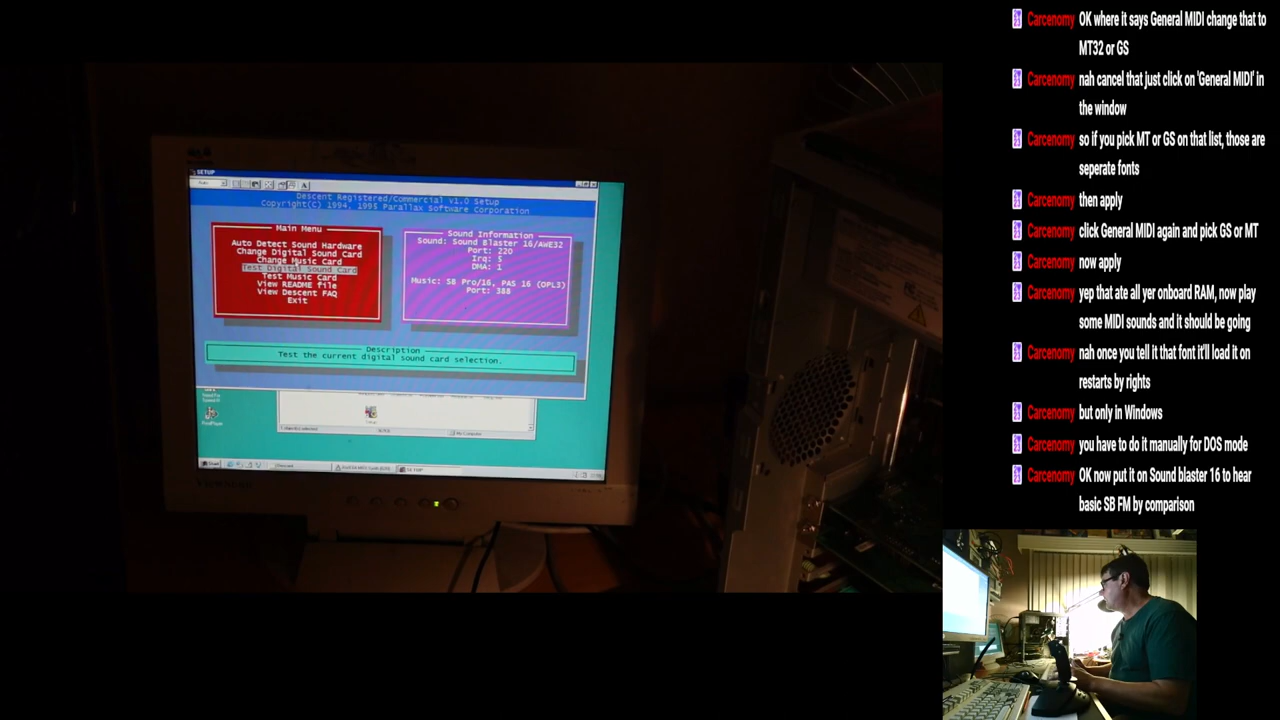 SETUP
Descent Registered/Commercial v1.0 Setup
Copyright(C) 1994, 1995 Parallax Software Corporation
Main Menu
Auto Detect Sound Hardware
Change Digital Sound Card
Change Music Card
Test Digital Sound Card
Test Music Card
View README file
View Descent FAQ
Exit
Sound Information
Sound: Sound Blaster 16/AWE32
Port: 220
Irq: 5
DMA: 1
Music: SB Pro/16, PAS 16 (OPL3)
Port: 388
Description
Test the current digital sound card selection.
My Computer
Start
Carcenomy OK where it says General MIDI change that to
MT32 or GS
Carcenomy nah cancel that just click on 'General MIDI' in
the window
Carcenomy so if you pick MT or GS on that list, those are
seperate fonts
Carcenomy then apply
Carcenomy click General MIDI again and pick GS or MT
Carcenomy now apply
Carcenomy yep that ate all yer onboard RAM, now play
some MIDI sounds and it should be going
Carcenomy nah once you tell it that font it'll load it on
restarts by rights
Carcenomy but only in Windows
Carcenomy you have to do it manually for DOS mode
Carcenomy OK now put it on Sound blaster 16 to hear
basic SB FM by comparison